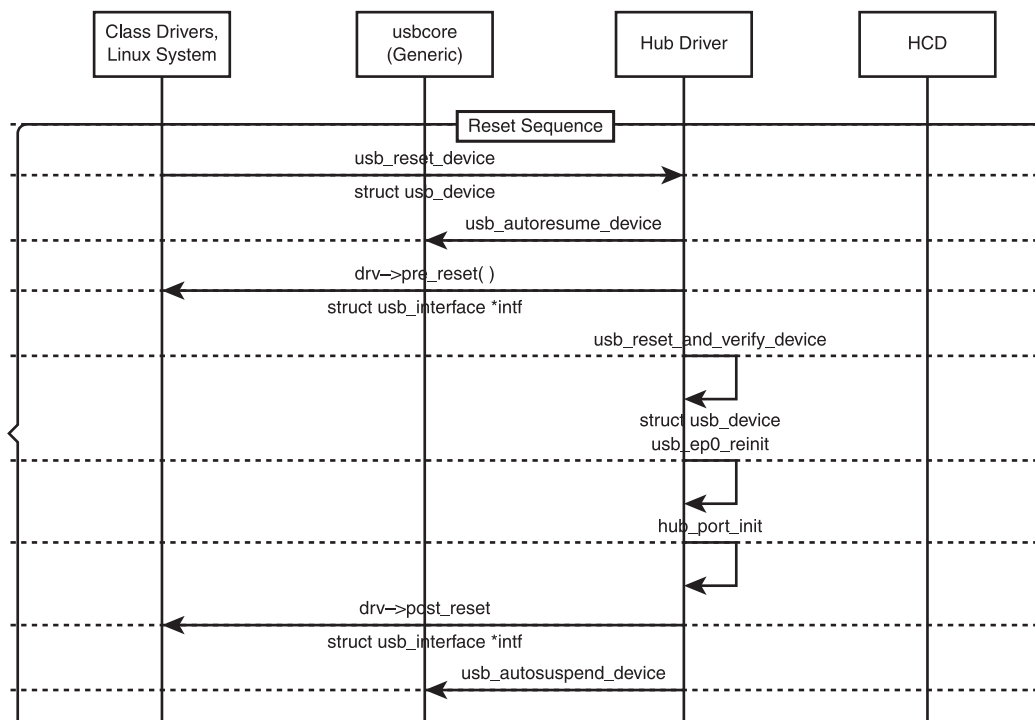 Class Drivers,
Linux System
usbcore
(Generic)
Hub Driver
HCD
Reset Sequence
usb_reset_device
struct usb_device
usb_autoresume_device
drv–>pre_reset( )
struct usb_interface *intf
usb_reset_and_verify_device
struct usb_device
usb_ep0_reinit
hub_port_init
drv–>post_reset
struct usb_interface *intf
usb_autosuspend_device